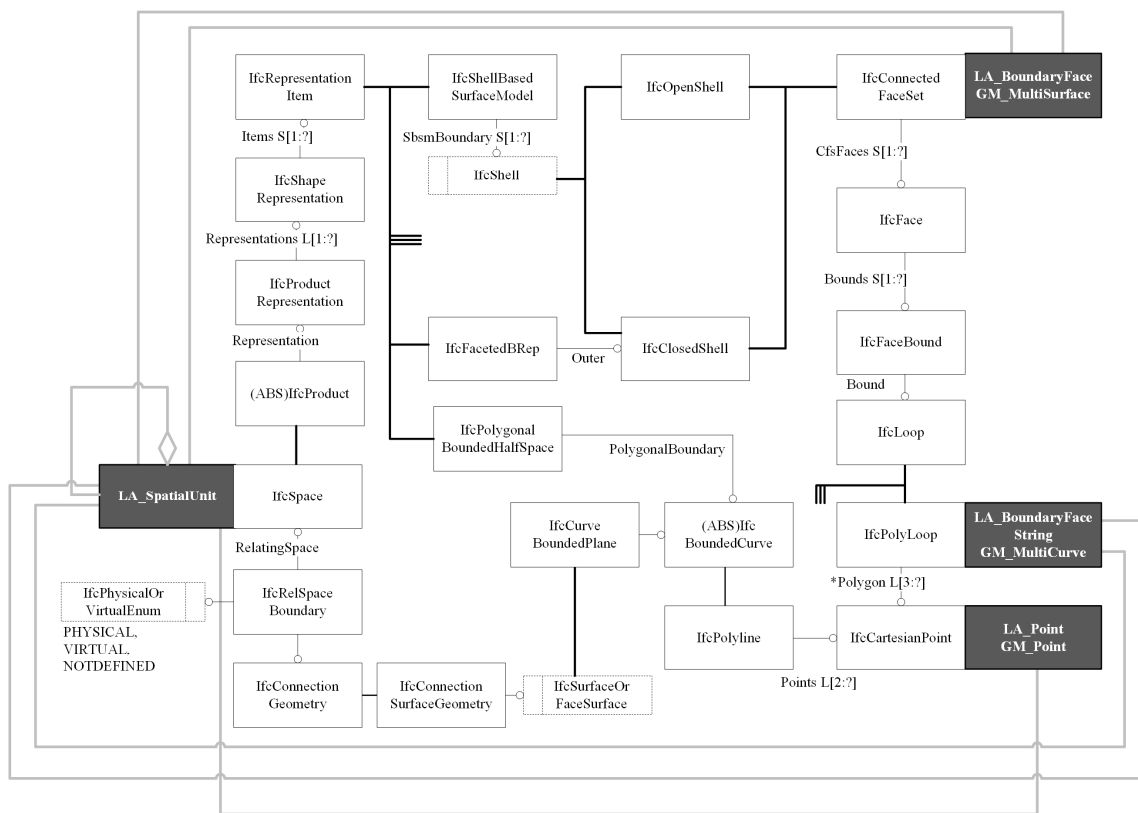 IfcRepresentation
Item
IfcShellBased
SurfaceModel
IfcOpenShell
IfcConnected
FaceSet
LA_BoundaryFace
GM_MultiSurface
Items S[1:?]
SbsmBoundary S[1:?]
CfsFaces S[1:?]
IfcShape
Representation
IfcShell
IfcFace
Representations L[1:?]
IfcProduct
Representation
Bounds S[1:?]
Representation
IfcFacetedBRep
Outer
IfcClosedShell
IfcFaceBound
Bound
(ABS)IfcProduct
IfcPolygonal
BoundedHalfSpace
PolygonalBoundary
IfcLoop
LA_SpatialUnit
IfcSpace
IfcCurve
BoundedPlane
(ABS)Ifc
BoundedCurve
IfcPolyLoop
LA_BoundaryFace
String
GM_MultiCurve
RelatingSpace
*Polygon L[3:?]
IfcPhysicalOr
VirtualEnum
IfcRelSpace
Boundary
PHYSICAL,
VIRTUAL,
NOTDEFINED
IfcPolyline
IfcCartesianPoint
LA_Point
GM_Point
Points L[2:?]
IfcConnection
Geometry
IfcConnection
SurfaceGeometry
IfcSurfaceOr
FaceSurface